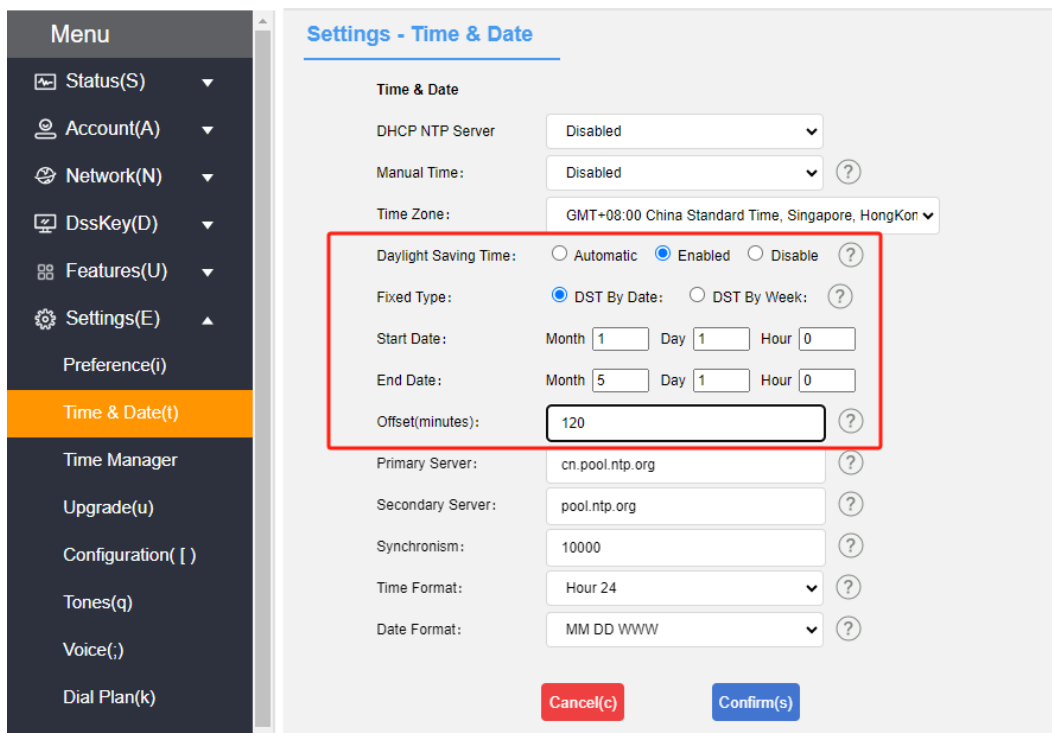 Menu
Status(S)
Account(A)
Network(N)
DssKey(D)
Features(U)
Settings(E)
Preference(i)
Time & Date(t)
Time Manager
Upgrade(u)
Configuration( [ )
Tones(q)
Voice(;)
Dial Plan(k)
Settings - Time & Date
Time & Date
DHCP NTP Server Disabled
Manual Time: Disabled ?
Time Zone: GMT+08:00 China Standard Time, Singapore, HongKon
Daylight Saving Time: Automatic Enabled Disable ?
Fixed Type: DST By Date: DST By Week: ?
Start Date: Month 1 Day 1 Hour 0
End Date: Month 5 Day 1 Hour 0
Offset(minutes): 120 ?
Primary Server: cn.pool.ntp.org ?
Secondary Server: pool.ntp.org ?
Synchronism: 10000 ?
Time Format: Hour 24 ?
Date Format: MM DD WWW ?
Cancel(c) Confirm(s)